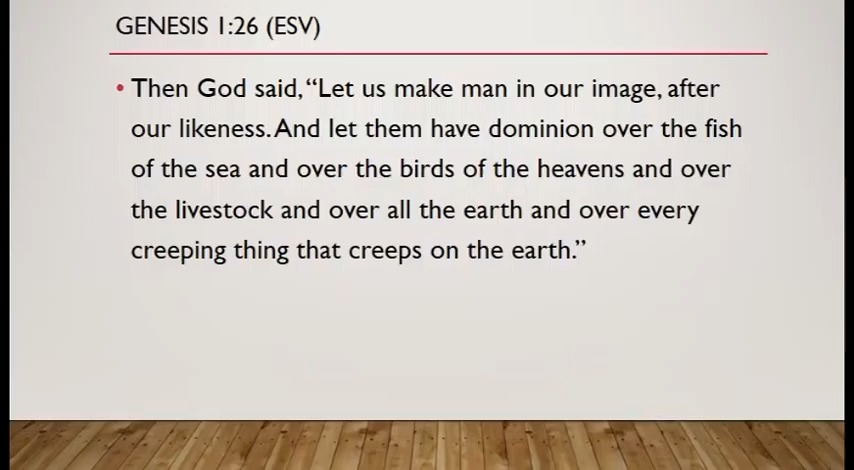 GENESIS 1:26 (ESV)
• Then God said, “Let us make man in our image, after
our likeness. And let them have dominion over the fish
of the sea and over the birds of the heavens and over
the livestock and over all the earth and over every
creeping thing that creeps on the earth.”